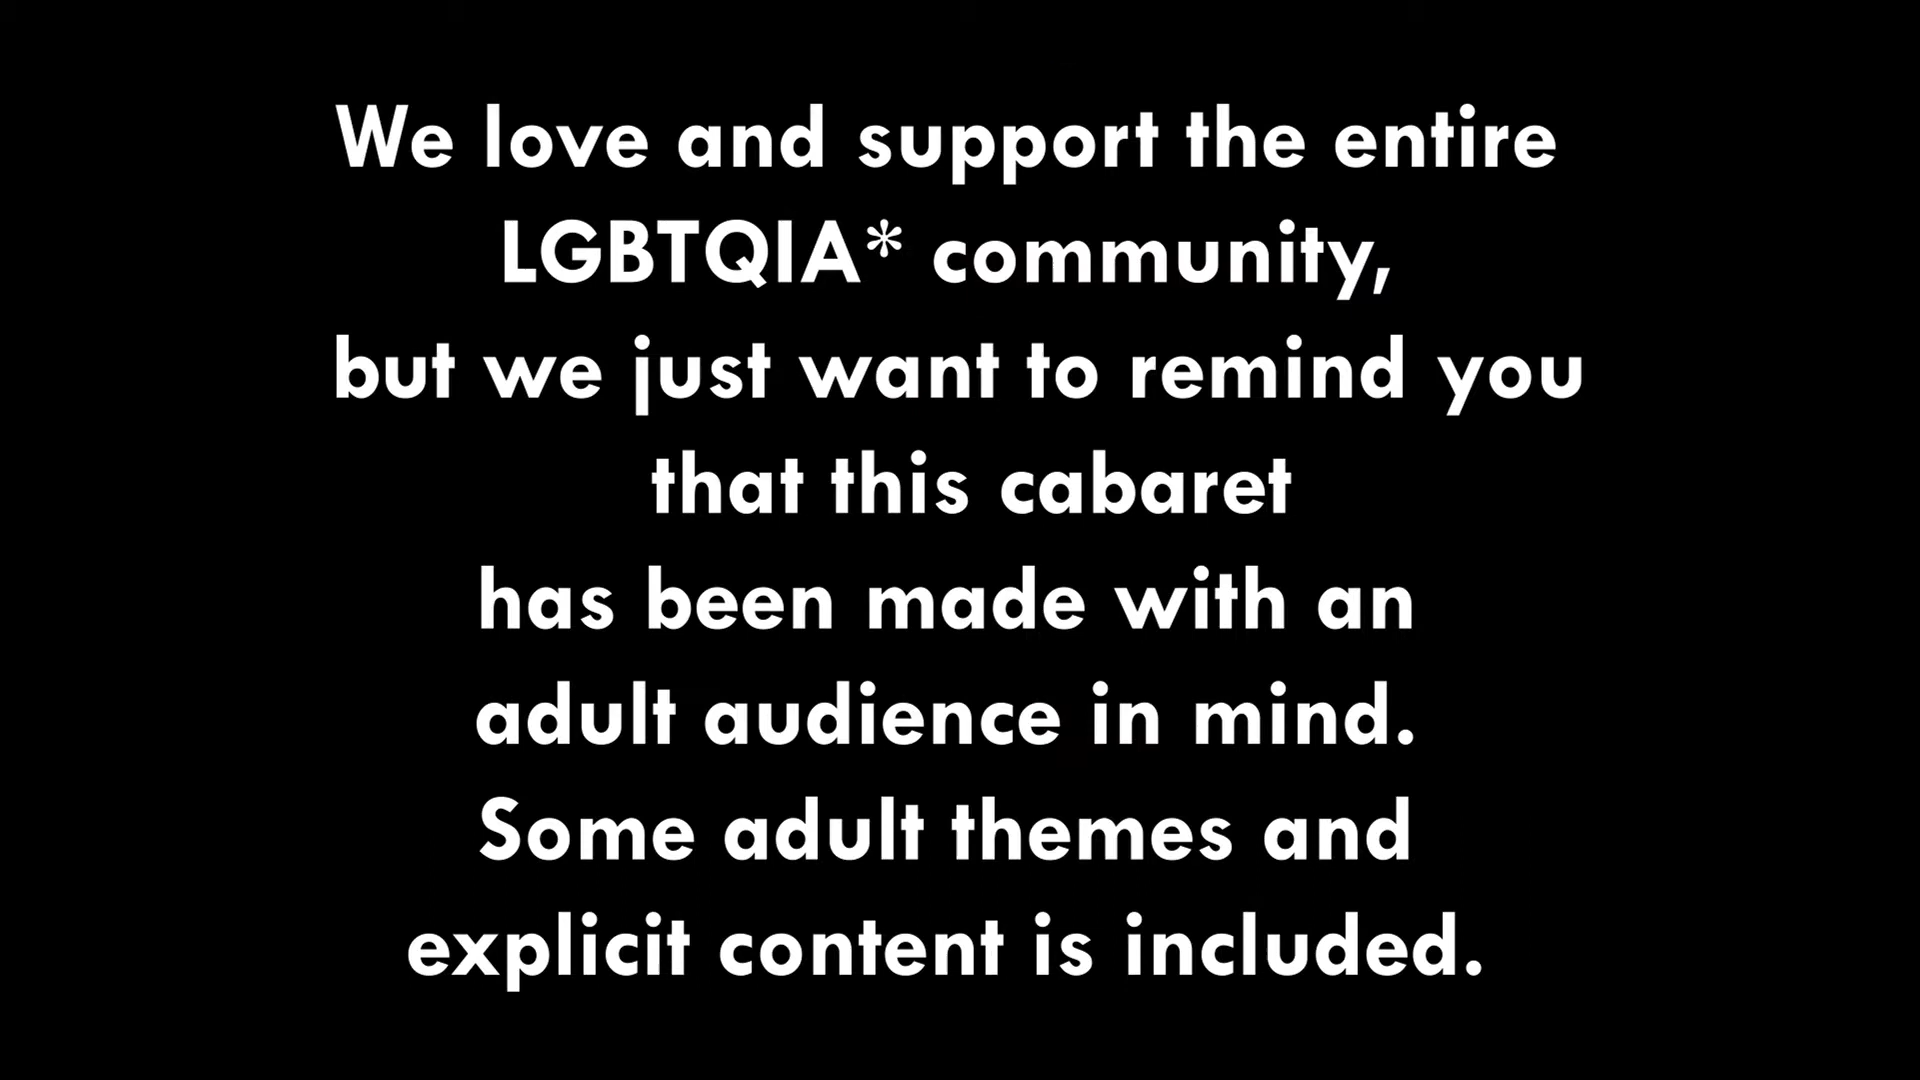 We love and support the entire
LGBTQIA* community,
but we just want to remind you
that this cabaret
has been made with an
adult audience in mind.
Some adult themes and
explicit content is included.